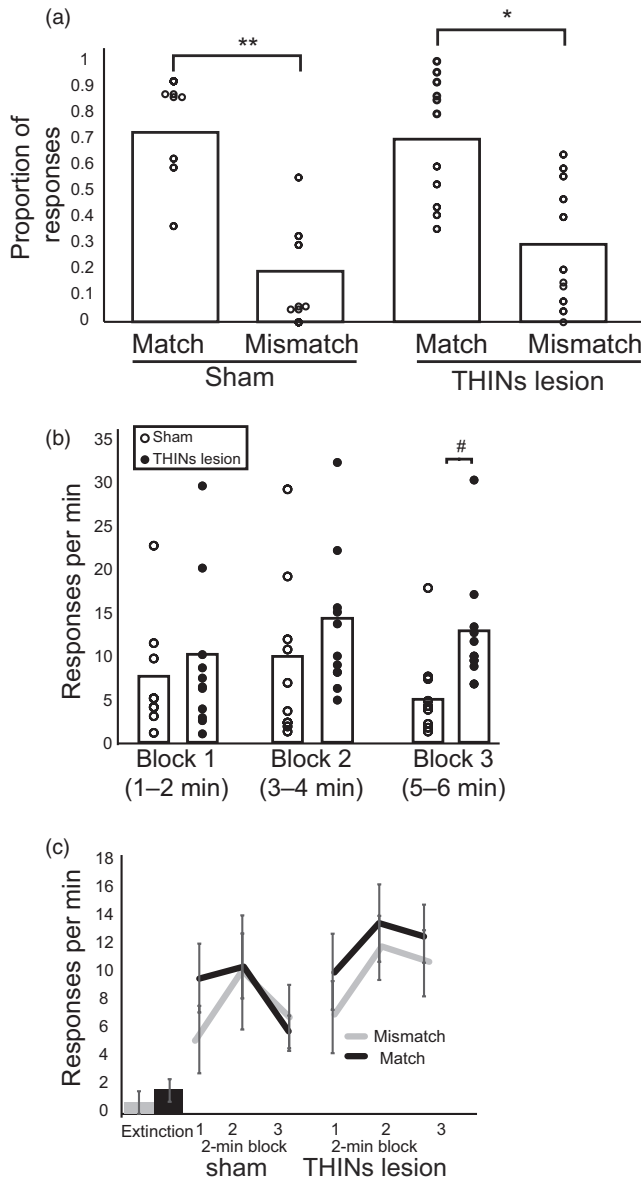 (a)
** *
1
0.9
0.8
0.7
0.6
0.5
0.4
0.3
0.2
0.1
0
Proportion of
responses
Match Mismatch Match Mismatch
Sham THINs lesion
(b)
35
30
25
20
15
10
5
0
Responses per min
Sham
THINs lesion
#
Block 1 Block 2 Block 3
(1–2 min) (3–4 min) (5–6 min)
(c)
18
16
14
12
10
8
6
4
2
0
Responses per min
Mismatch
Match
Extinction 1 2 3 1 2 3
2-min block 2-min block
sham THINs lesion